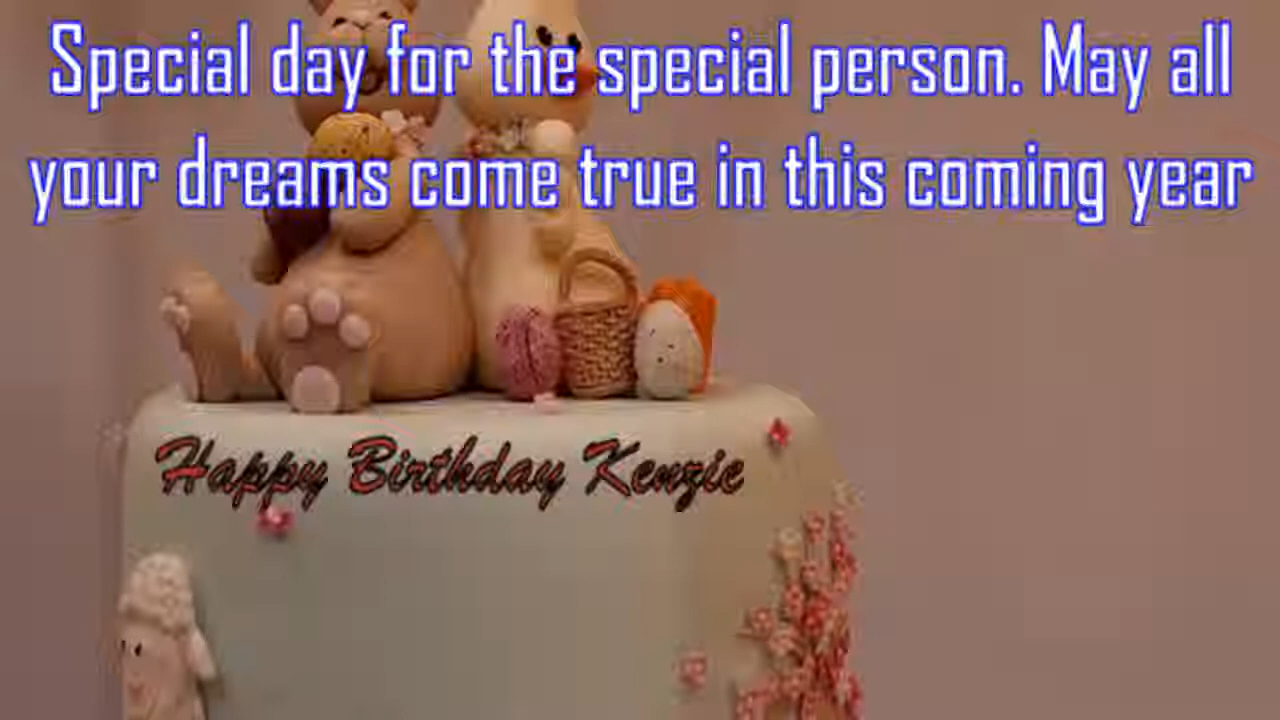 Special day for the special person. May all
your dreams come true in this coming year
Happy Birthday Kenzie